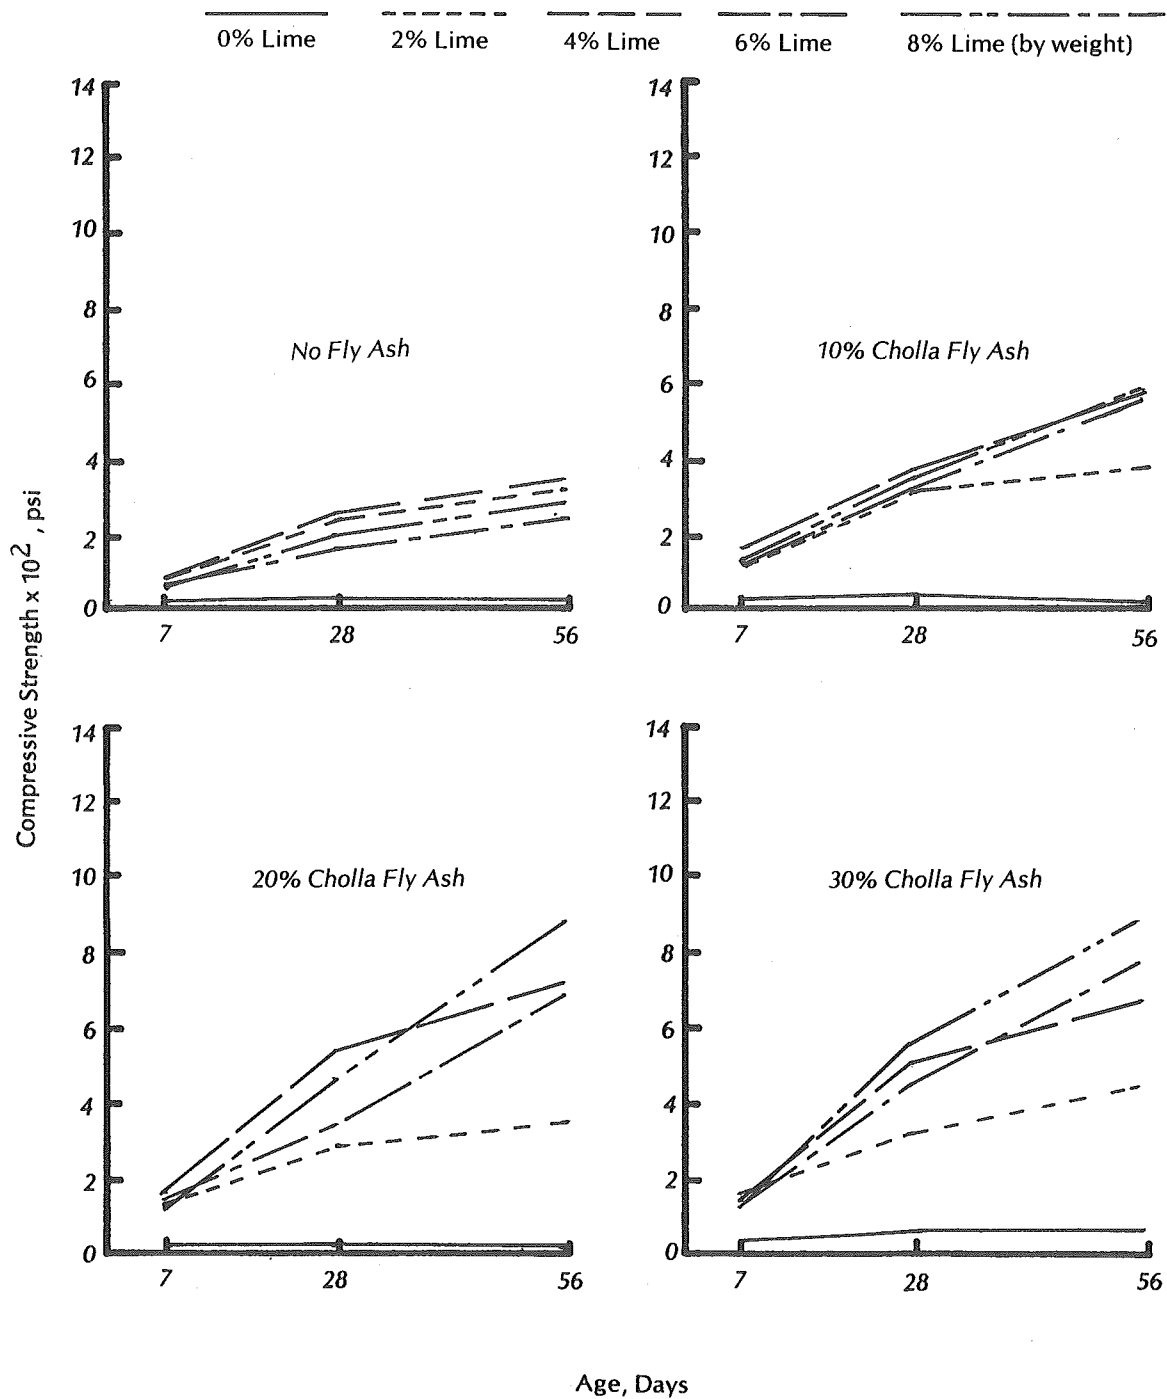 0% Lime 2% Lime 4% Lime 6% Lime 8% Lime (by weight)
Compressive Strength x 10², psi
14
12
10
8
6
4
2
0
No Fly Ash
7 28 56
14
12
10
8
6
4
2
0
10% Cholla Fly Ash
7 28 56
14
12
10
8
6
4
2
0
20% Cholla Fly Ash
7 28 56
14
12
10
8
6
4
2
0
30% Cholla Fly Ash
7 28 56
Age, Days